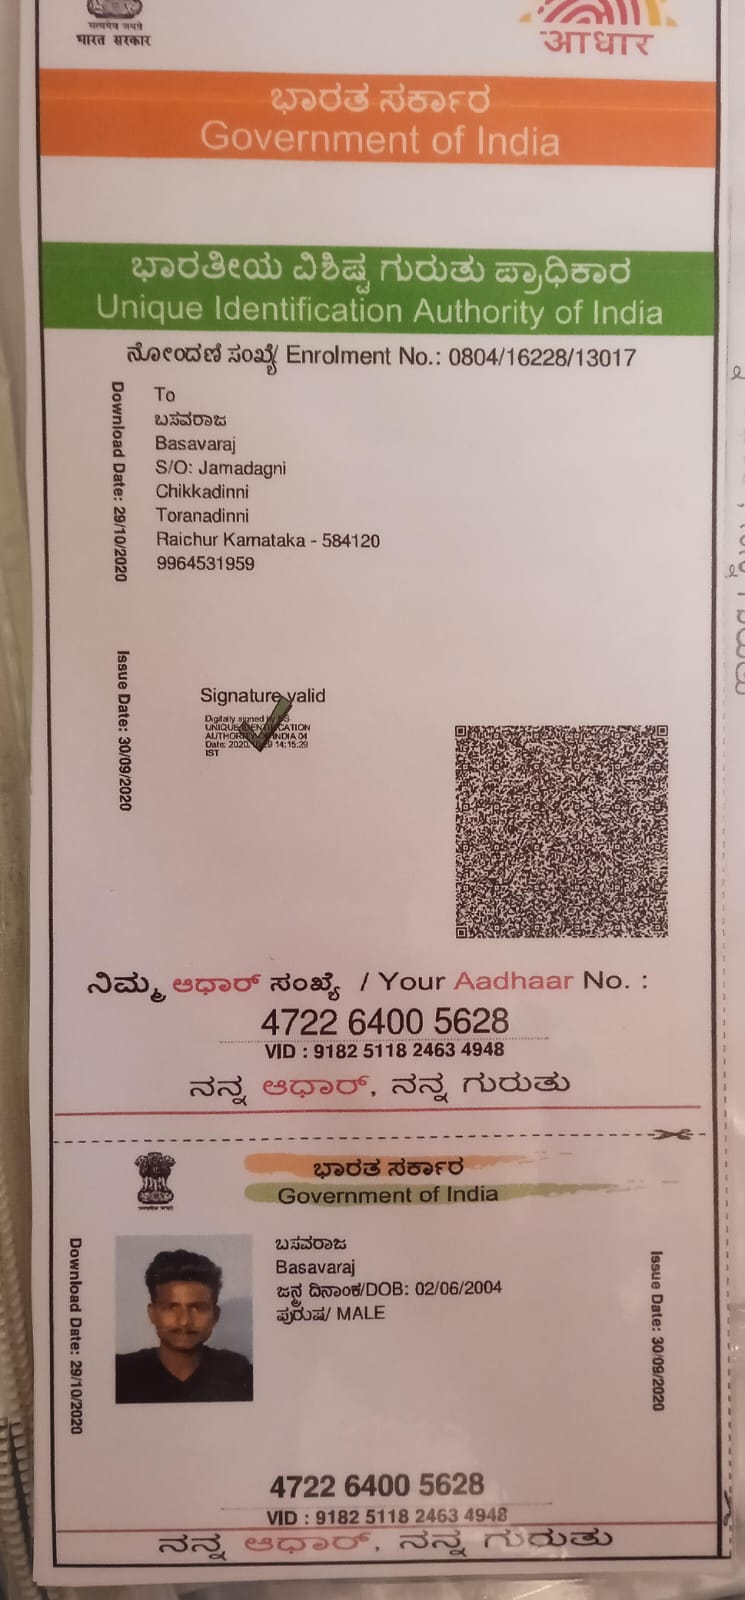 सत्यमेव जयते
भारत सरकार
आधार
ಭಾರತ ಸರ್ಕಾರ
Government of India
ಭಾರತೀಯ ವಿಶಿಷ್ಟ ಗುರುತು ಪ್ರಾಧಿಕಾರ
Unique Identification Authority of India
ನೋಂದಣಿ ಸಂಖ್ಯೆ/ Enrolment No.: 0804/16228/13017
Download Date: 29/10/2020
To
ಬಸವರಾಜ
Basavaraj
S/O: Jamadagni
Chikkadinni
Toranadinni
Raichur Karnataka - 584120
9964531959
Issue Date: 30/09/2020
Signature valid
Digitally signed by
UNIQUE IDENTIFICATION
AUTHORITY OF INDIA
14:15:29
IST
ನಿಮ್ಮ ಆಧಾರ್ ಸಂಖ್ಯೆ / Your Aadhaar No. :
4722 6400 5628
VID : 9182 5118 2463 4948
ನನ್ನ ಆಧಾರ್, ನನ್ನ ಗುರುತು
ಭಾರತ ಸರ್ಕಾರ
Government of India
Download Date: 29/10/2020
ಬಸವರಾಜ
Basavaraj
ಜನ್ಮ ದಿನಾಂಕ/DOB: 02/06/2004
ಪುರುಷ/ MALE
Issue Date: 30/09/2020
4722 6400 5628
VID : 9182 5118 2463 4948
ನನ್ನ ಆಧಾರ್, ನನ್ನ ಗುರುತು